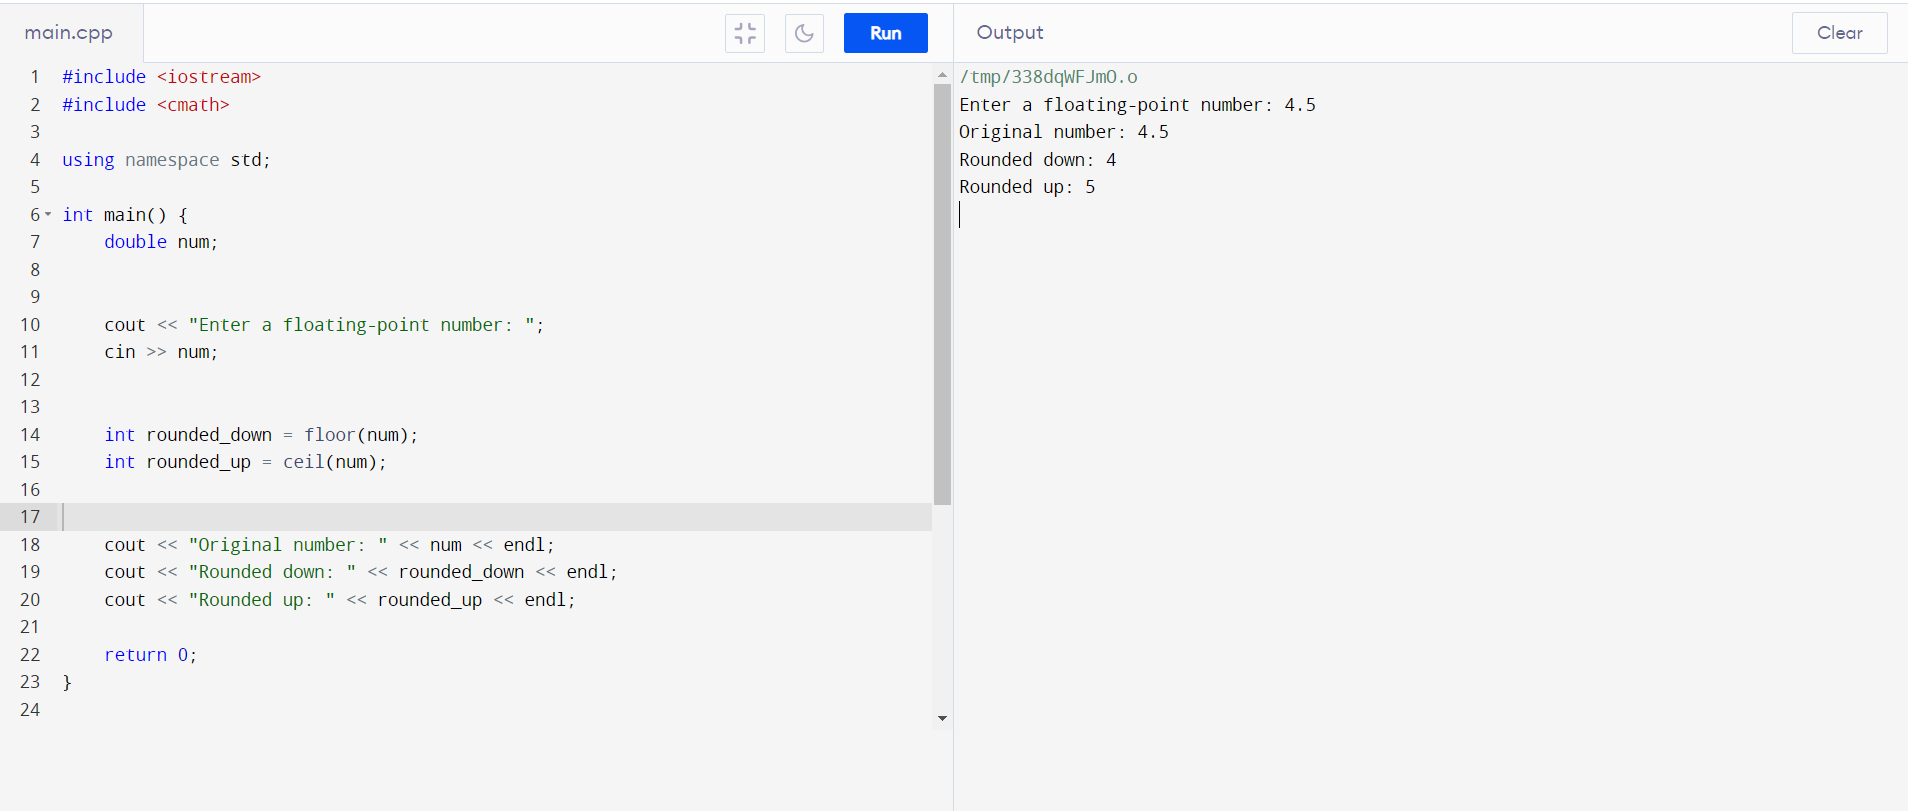 main.cpp
Run
Output
Clear
1 #include <iostream>
2 #include <cmath>
3
4 using namespace std;
5
6 int main() {
7     double num;
8
9
10     cout << "Enter a floating-point number: ";
11     cin >> num;
12
13
14     int rounded_down = floor(num);
15     int rounded_up = ceil(num);
16
17
18     cout << "Original number: " << num << endl;
19     cout << "Rounded down: " << rounded_down << endl;
20     cout << "Rounded up: " << rounded_up << endl;
21
22     return 0;
23 }
24
/tmp/338dqWFJmO.o
Enter a floating-point number: 4.5
Original number: 4.5
Rounded down: 4
Rounded up: 5